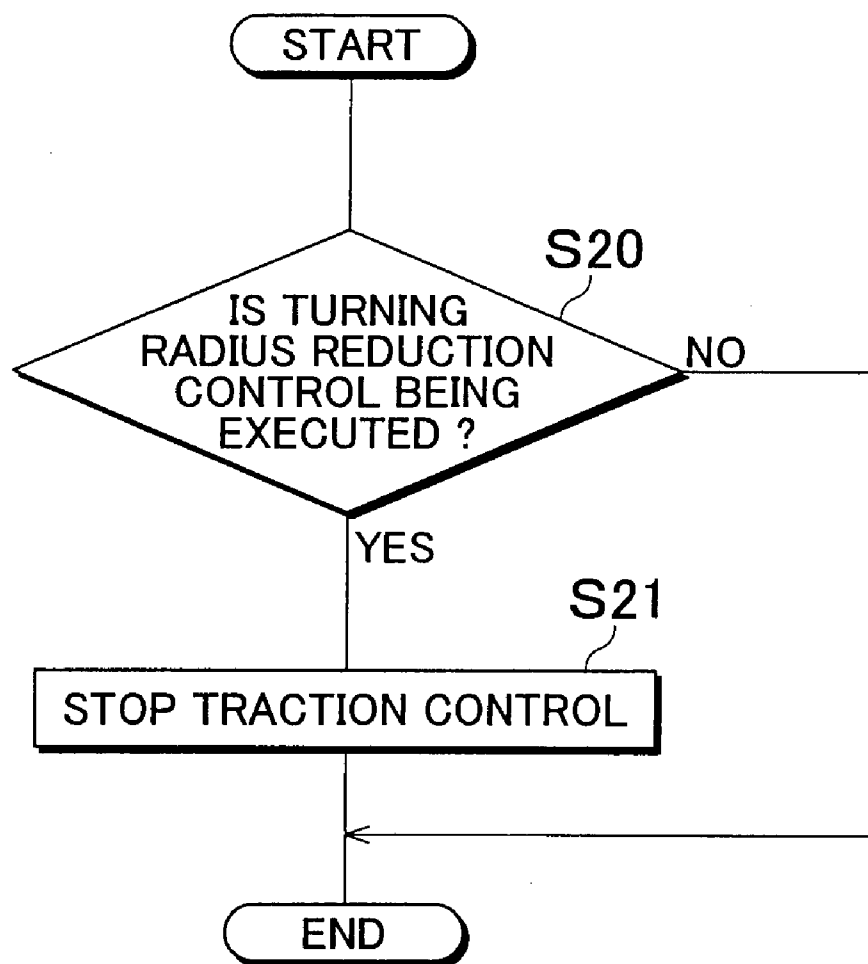 START
S20
IS TURNING
RADIUS REDUCTION
CONTROL BEING
EXECUTED ?
NO
YES
S21
STOP TRACTION CONTROL
END